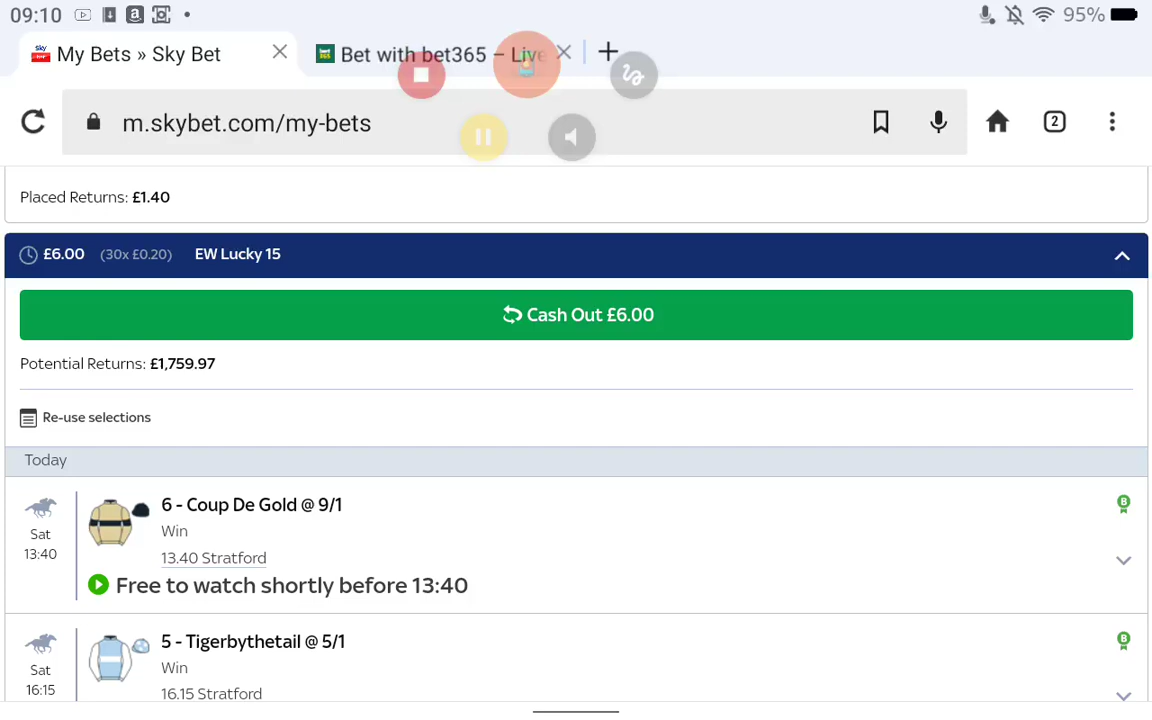 09:10
95%
My Bets » Sky Bet
Bet with bet365 – Live
m.skybet.com/my-bets
2
Placed Returns: £1.40
£6.00 (30x £0.20) EW Lucky 15
Cash Out £6.00
Potential Returns: £1,759.97
Re-use selections
Today
6 - Coup De Gold @ 9/1
Sat
13:40
Win
13.40 Stratford
Free to watch shortly before 13:40
5 - Tigerbythetail @ 5/1
Sat
16:15
Win
16.15 Stratford